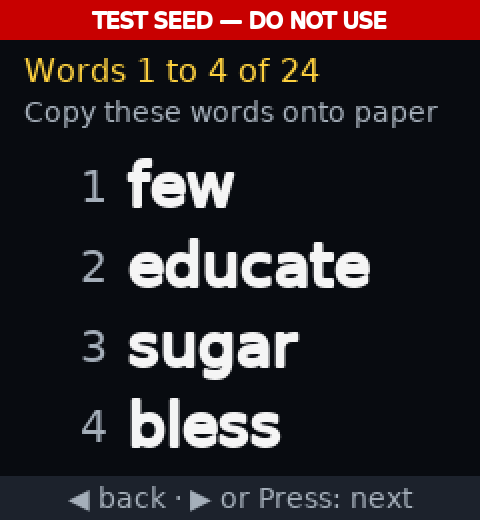 TEST SEED — DO NOT USE
Words 1 to 4 of 24
Copy these words onto paper
1 few
2 educate
3 sugar
4 bless
◀ back · ▶ or Press: next